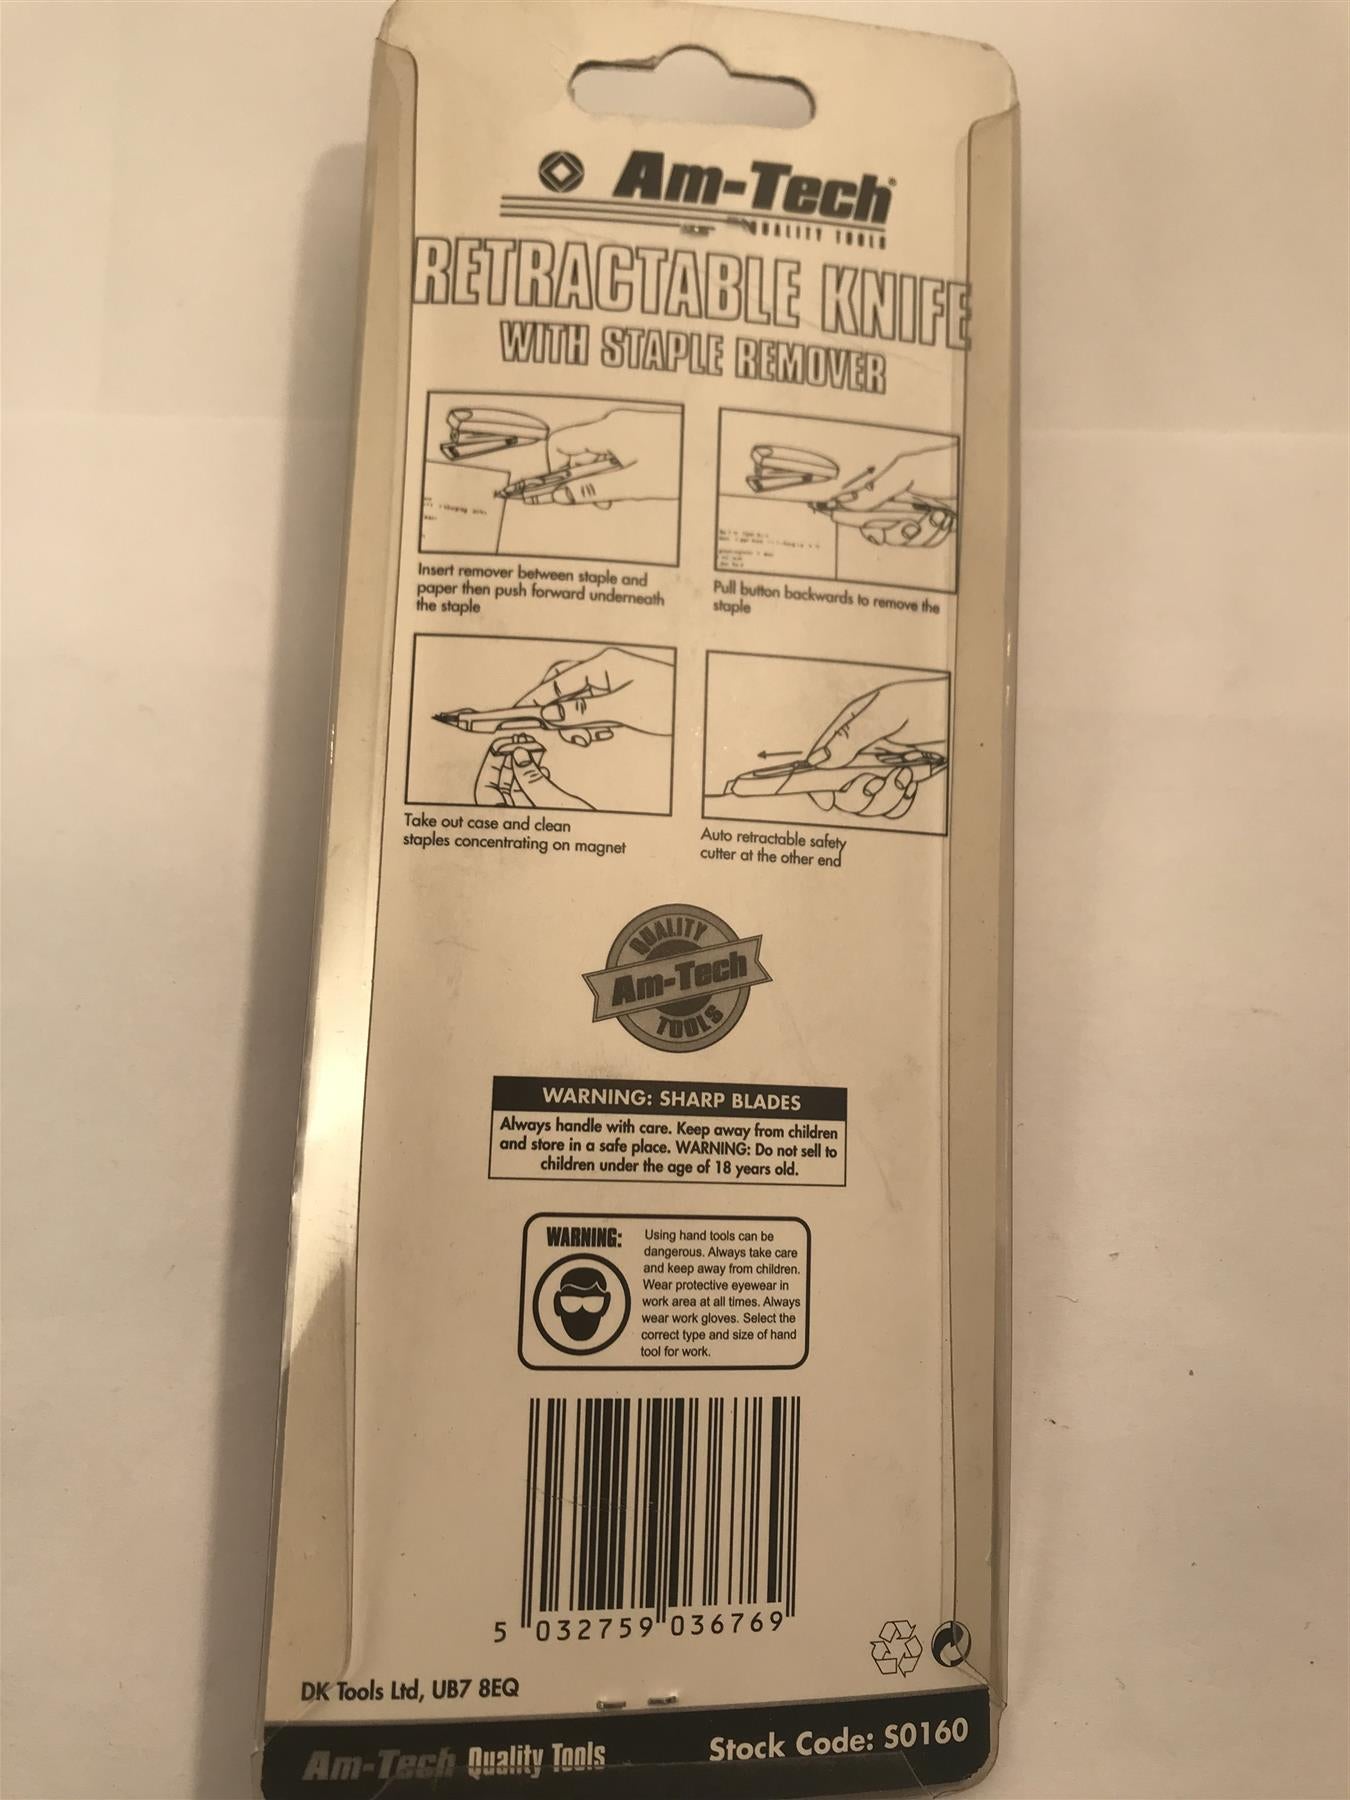 Am-Tech®
QUALITY TOOLS
RETRACTABLE KNIFE
WITH STAPLE REMOVER
Insert remover between staple and
paper then push forward underneath
the staple
Pull button backwards to remove the
staple
Take out case and clean
staples concentrating on magnet
Auto retractable safety
cutter at the other end
QUALITY
Am-Tech
TOOLS
WARNING: SHARP BLADES
Always handle with care. Keep away from children
and store in a safe place. WARNING: Do not sell to
children under the age of 18 years old.
WARNING:
Using hand tools can be
dangerous. Always take care
and keep away from children.
Wear protective eyewear in
work area at all times. Always
wear work gloves. Select the
correct type and size of hand
tool for work.
5 032759 036769
DK Tools Ltd, UB7 8EQ
Am-Tech Quality Tools
Stock Code: S0160